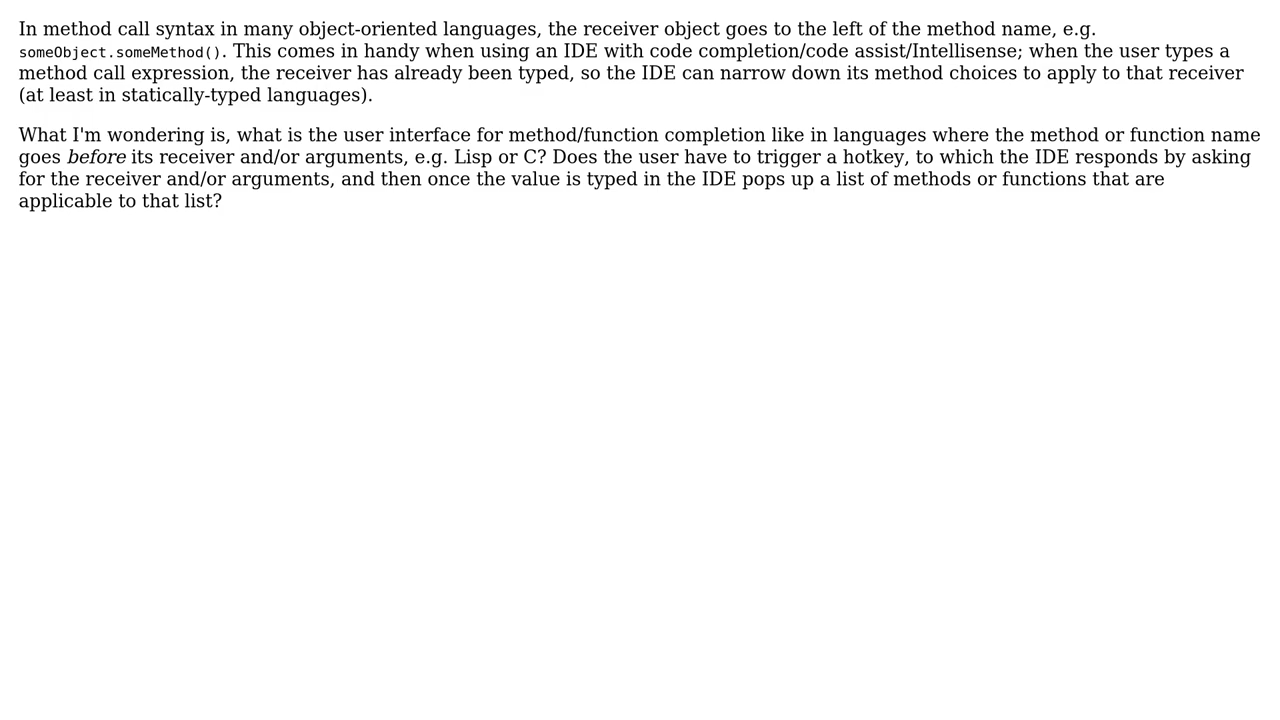 In method call syntax in many object-oriented languages, the receiver object goes to the left of the method name, e.g.
someObject.someMethod(). This comes in handy when using an IDE with code completion/code assist/Intellisense; when the user types a
method call expression, the receiver has already been typed, so the IDE can narrow down its method choices to apply to that receiver
(at least in statically-typed languages).
What I'm wondering is, what is the user interface for method/function completion like in languages where the method or function name
goes before its receiver and/or arguments, e.g. Lisp or C? Does the user have to trigger a hotkey, to which the IDE responds by asking
for the receiver and/or arguments, and then once the value is typed in the IDE pops up a list of methods or functions that are
applicable to that list?